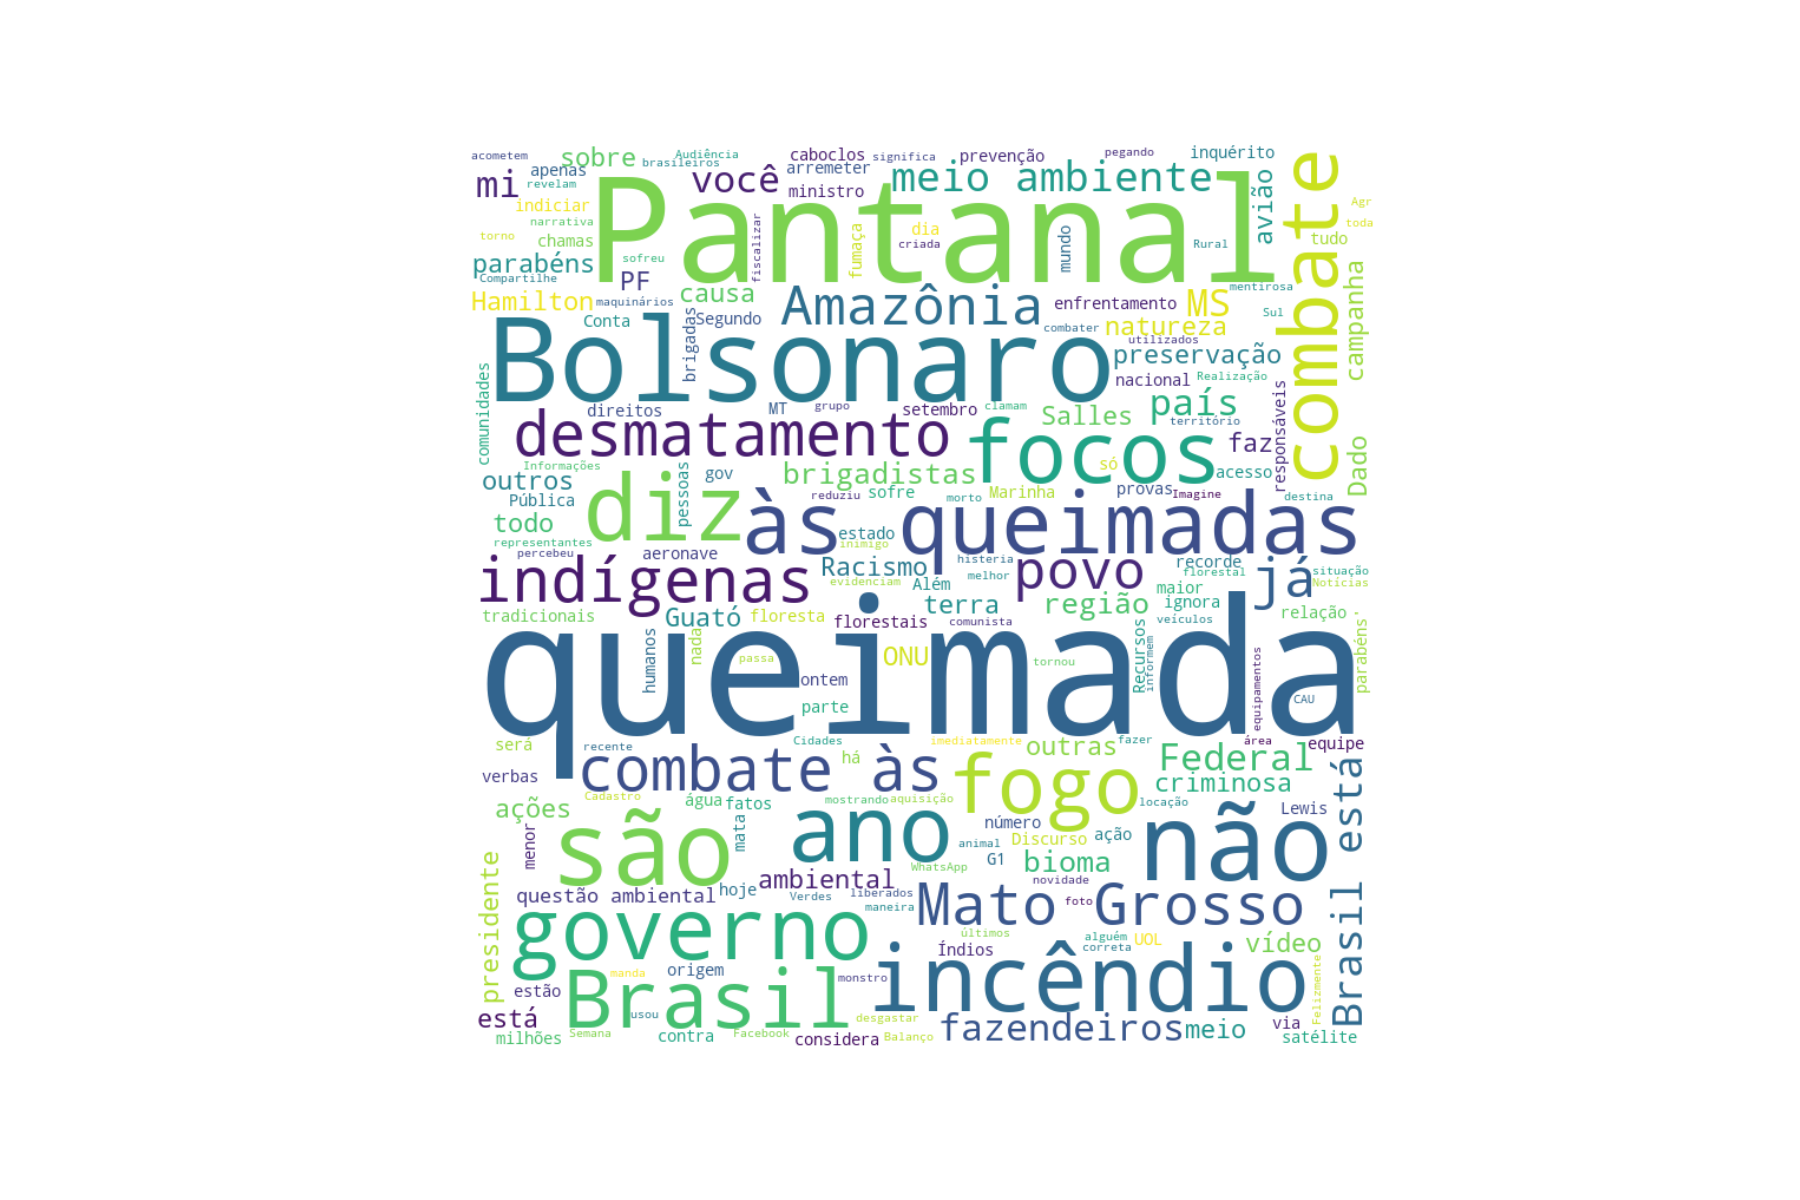 acometem
sobre
Audiência
brasileiros
caboclos
significa
prevenção
pegando
inquérito
combate
apenas
arremeter
mi
revelam
você
ministro
meio ambiente
avião
indiciar
Pantanal
Agr
narrativa
fiscalizar
dia
toda
torno
chamas
fumaça
criada
mundo
Rural
tudo
parabéns
sofreu
Compartilhe
PF
causa
campanha
mentirosa
Hamilton
maquinários
Amazônia
enfrentamento
MS
Conta
brigadas
Segundo
combater
natureza
Sul
Bolsonaro
utilizados
preservação
comunidades
nacional
Realização
direitos
MT
grupo
setembro
clamam
país
responsáveis
Salles
território
desmatamento
focos
faz
Dado
Informações
brigadistas
só
acesso
outros
pessoas
gov
diz
Pública
reduziu
sofre
morto
Marinha
provas
Imagine
destina
todo
às queimadas
estado
representantes
inimigo
percebeu
aeronave
histeria
recorde
indígenas
Racismo
melhor
povo
florestal
já
situação
evidenciam
Além
maior
Notícias
terra
região
ignora
tradicionais
Guató
floresta
florestais
comunista
veículos
relação
queimada
humanos
nada
passa
ONU
tornou
Recursos
informem
equipamentos
parabéns
ontem
CAU
parte
será
recente
Cidades
imediatamente
outras
fazer
área
equipe
combate às
há
fogo
Federal
Brasil está
verbas
criminosa
Cadastro
água
fatos
mostrando
aquisição
locação
ações
são
ano
Lewis
menor
mata
número
não
Discurso
ação
animal
G1
presidente
WhatsApp
bioma
ambiental
novidade
questão ambiental
hoje
Verdes
liberados
maneira
Mato Grosso
foto
governo
últimos
alguém
UOL
vídeo
Índios
correta
Felizmente
Brasil
manda
origem
monstro
incêndio
estão
usou
desgastar
está
fazendeiros
meio
via
milhões
Semana
contra
Facebook
considera
Balanço
satélite